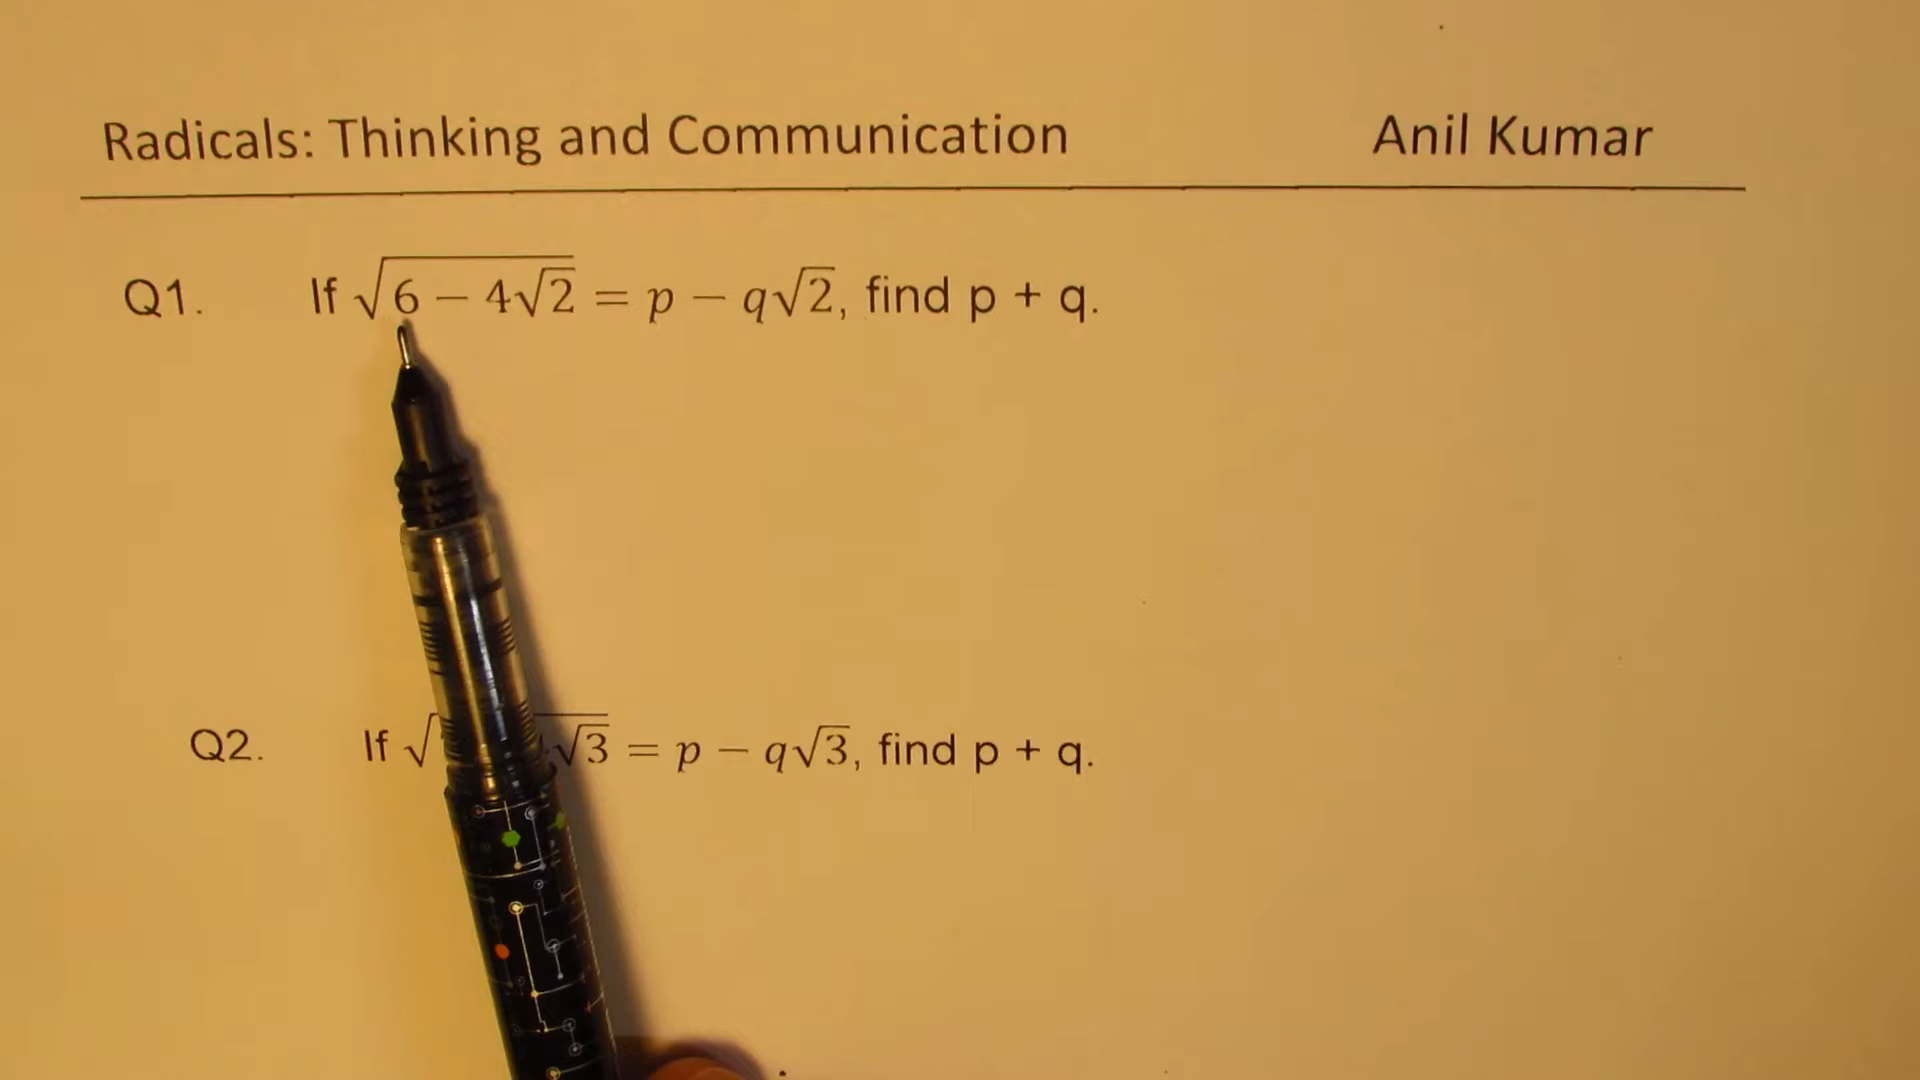 Radicals: Thinking and Communication Anil Kumar
Q1. If √(6 − 4√2) = p − q√2, find p + q.
Q2. If √ √3 = p − q√3, find p + q.